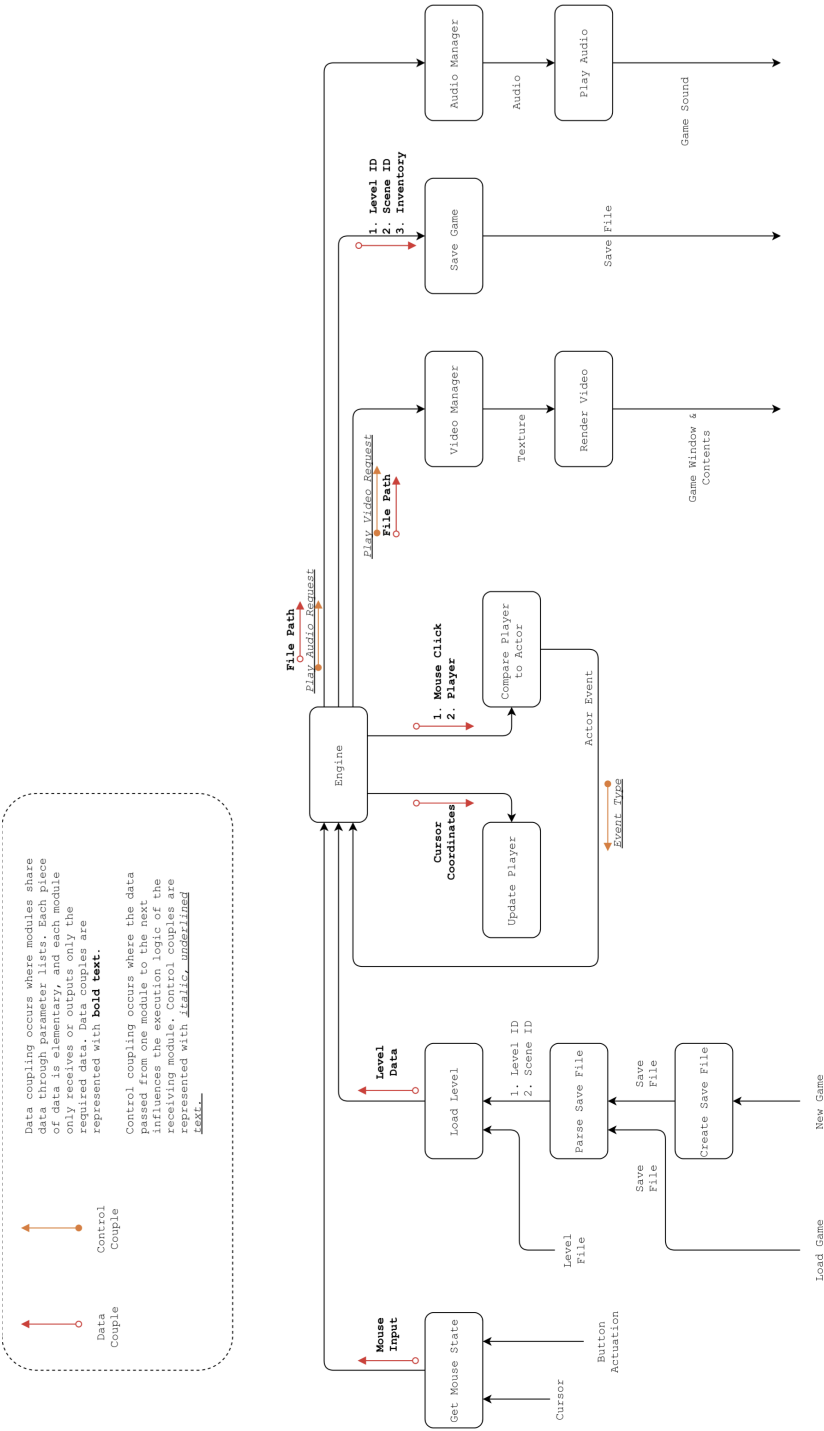 Data
Couple
Control
Couple
Data coupling occurs where modules share
data through parameter lists. Each piece
of data is elementary, and each module
only receives or outputs only the
required data. Data couples are
represented with bold text.
Control coupling occurs where the data
passed from one module to the next
influences the execution logic of the
receiving module. Control couples are
represented with italic, underlined
text.
File Path
Play Audio Request
Engine
Play Video Request
File Path
1. Level ID
2. Scene ID
3. Inventory
Mouse
Input
Level
Data
Cursor
Coordinates
1. Mouse Click
2. Player
Get Mouse State
Load Level
Update Player
Compare Player
to Actor
Video Manager
Save Game
Audio Manager
Cursor
Button
Actuation
Level
File
1. Level ID
2. Scene ID
Parse Save File
Save
File
Save
File
Create Save File
Load Game
New Game
Actor Event
Event Type
Texture
Render Video
Game Window &
Contents
Save File
Audio
Play Audio
Game Sound